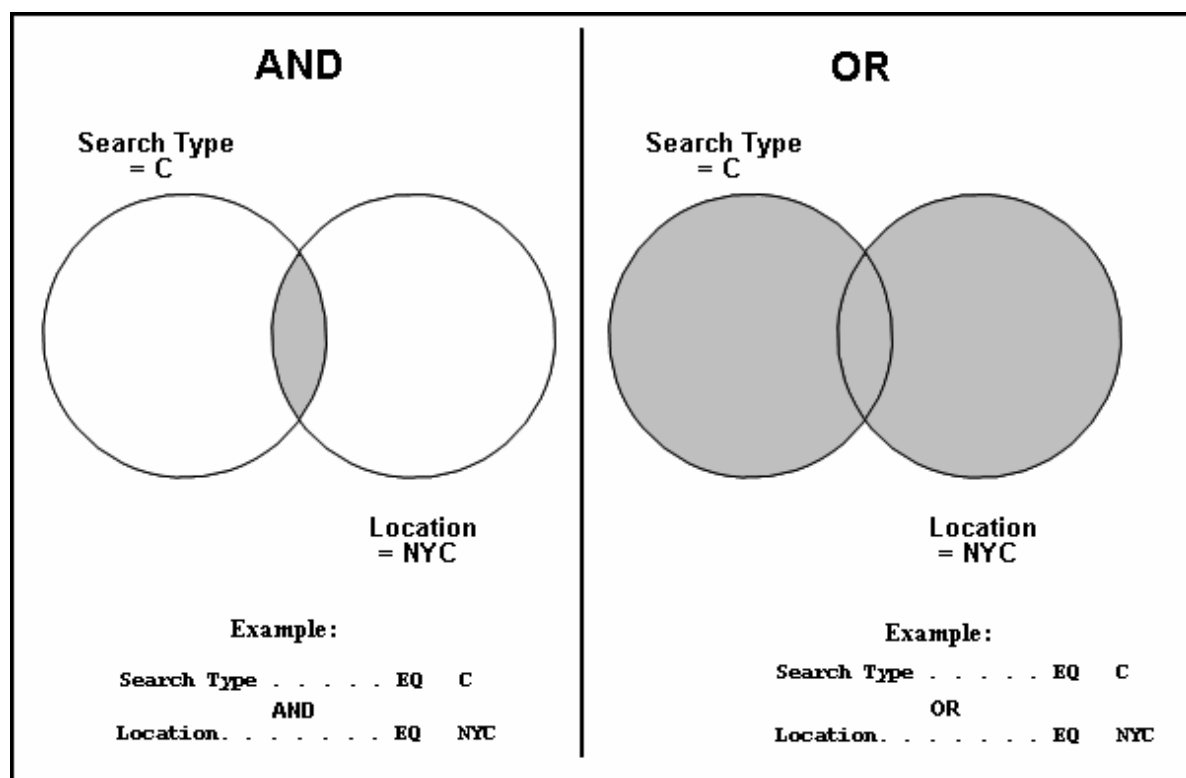 AND
Search Type
= C
Location
= NYC
Example:
Search Type . . . . . EQ C
AND
Location. . . . . . . EQ NYC
OR
Search Type
= C
Location
= NYC
Example:
Search Type . . . . . EQ C
OR
Location. . . . . . . EQ NYC